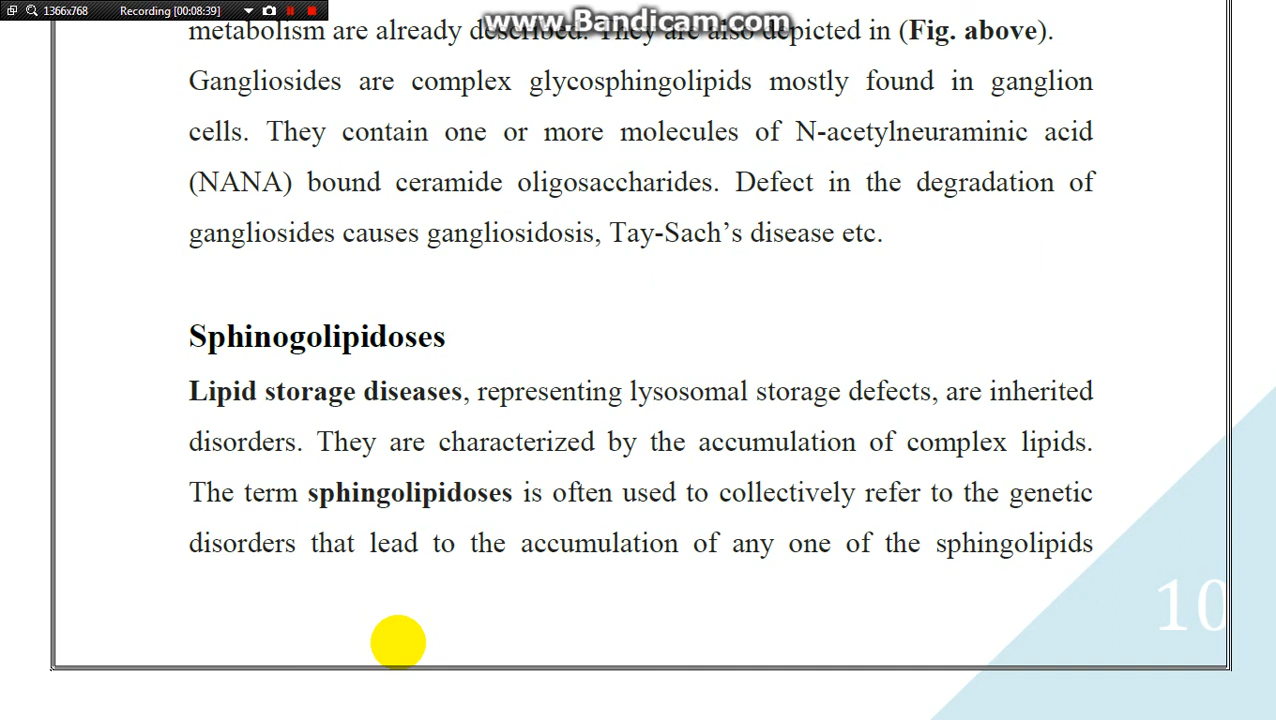 1366x768 Recording [00:08:39]
www.Bandicam.com
metabolism are already described. They are also depicted in (Fig. above).
Gangliosides are complex glycosphingolipids mostly found in ganglion
cells. They contain one or more molecules of N-acetylneuraminic acid
(NANA) bound ceramide oligosaccharides. Defect in the degradation of
gangliosides causes gangliosidosis, Tay-Sach’s disease etc.
Sphinogolipidoses
Lipid storage diseases, representing lysosomal storage defects, are inherited
disorders. They are characterized by the accumulation of complex lipids.
The term sphingolipidoses is often used to collectively refer to the genetic
disorders that lead to the accumulation of any one of the sphingolipids
10